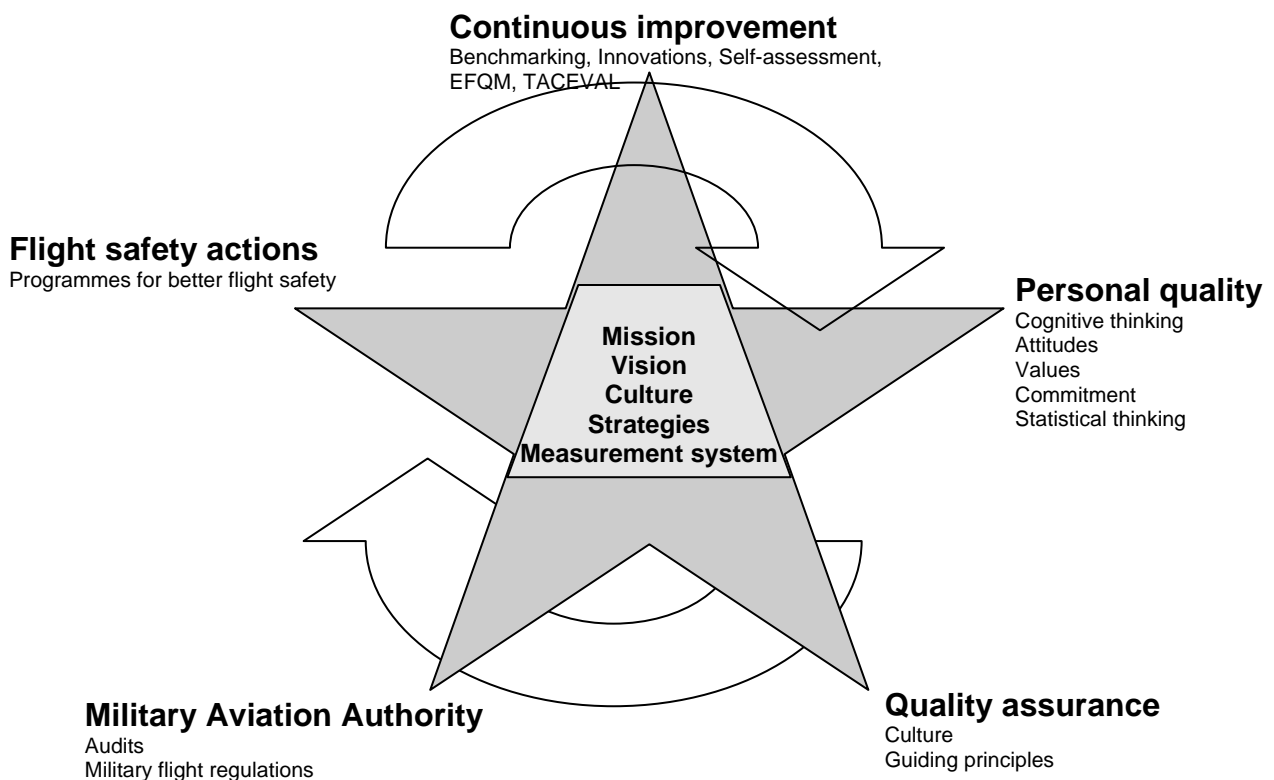 Continuous improvement
Benchmarking, Innovations, Self-assessment,
EFQM, TACEVAL
Flight safety actions
Programmes for better flight safety
Personal quality
Cognitive thinking
Attitudes
Values
Commitment
Statistical thinking
Mission
Vision
Culture
Strategies
Measurement system
Military Aviation Authority
Audits
Military flight regulations
Quality assurance
Culture
Guiding principles